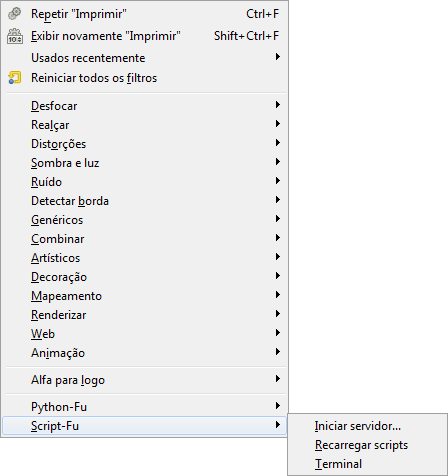 Repetir "Imprimir" Ctrl+F
Exibir novamente "Imprimir" Shift+Ctrl+F
Usados recentemente
Reiniciar todos os filtros
Desfocar
Realçar
Distorções
Sombra e luz
Ruído
Detectar borda
Genéricos
Combinar
Artísticos
Decoração
Mapeamento
Renderizar
Web
Animação
Alfa para logo
Python-Fu
Script-Fu
Iniciar servidor...
Recarregar scripts
Terminal